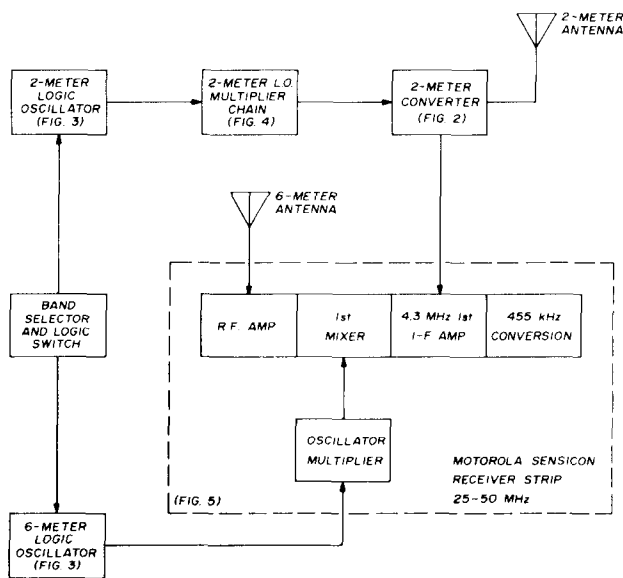 2-METER
ANTENNA
2-METER
LOGIC
OSCILLATOR
(FIG. 3)
2-METER L.O.
MULTIPLIER
CHAIN
(FIG. 4)
2-METER
CONVERTER
(FIG. 2)
6-METER
ANTENNA
BAND
SELECTOR
AND LOGIC
SWITCH
R.F. AMP
1st
MIXER
4.3 MHz 1st
I-F AMP
455 kHz
CONVERSION
OSCILLATOR
MULTIPLIER
MOTOROLA SENSICON
RECEIVER STRIP
25-50 MHz
(FIG. 5)
6-METER
LOGIC
OSCILLATOR
(FIG. 3)